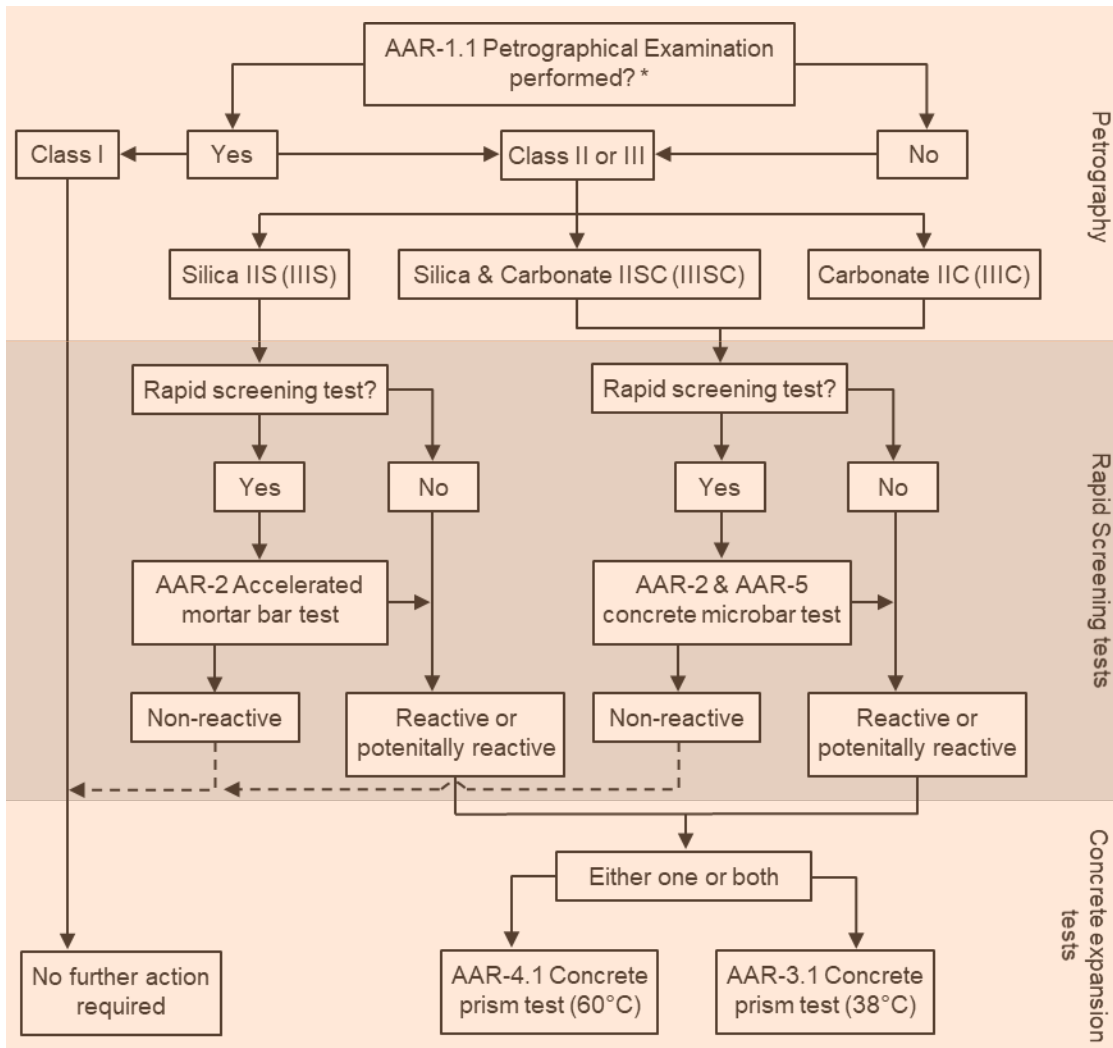 AAR-1.1 Petrographical Examination
performed? *
Class I
Yes
Class II or III
No
Petrography
Silica IIS (IIIS)
Silica & Carbonate IISC (IIISC)
Carbonate IIC (IIIC)
Rapid screening test?
Rapid screening test?
Yes
No
Yes
No
Rapid Screening tests
AAR-2 Accelerated
mortar bar test
AAR-2 & AAR-5
concrete microbar test
Non-reactive
Reactive or
potenitally reactive
Non-reactive
Reactive or
potenitally reactive
Either one or both
Concrete expansion
tests
No further action
required
AAR-4.1 Concrete
prism test (60°C)
AAR-3.1 Concrete
prism test (38°C)